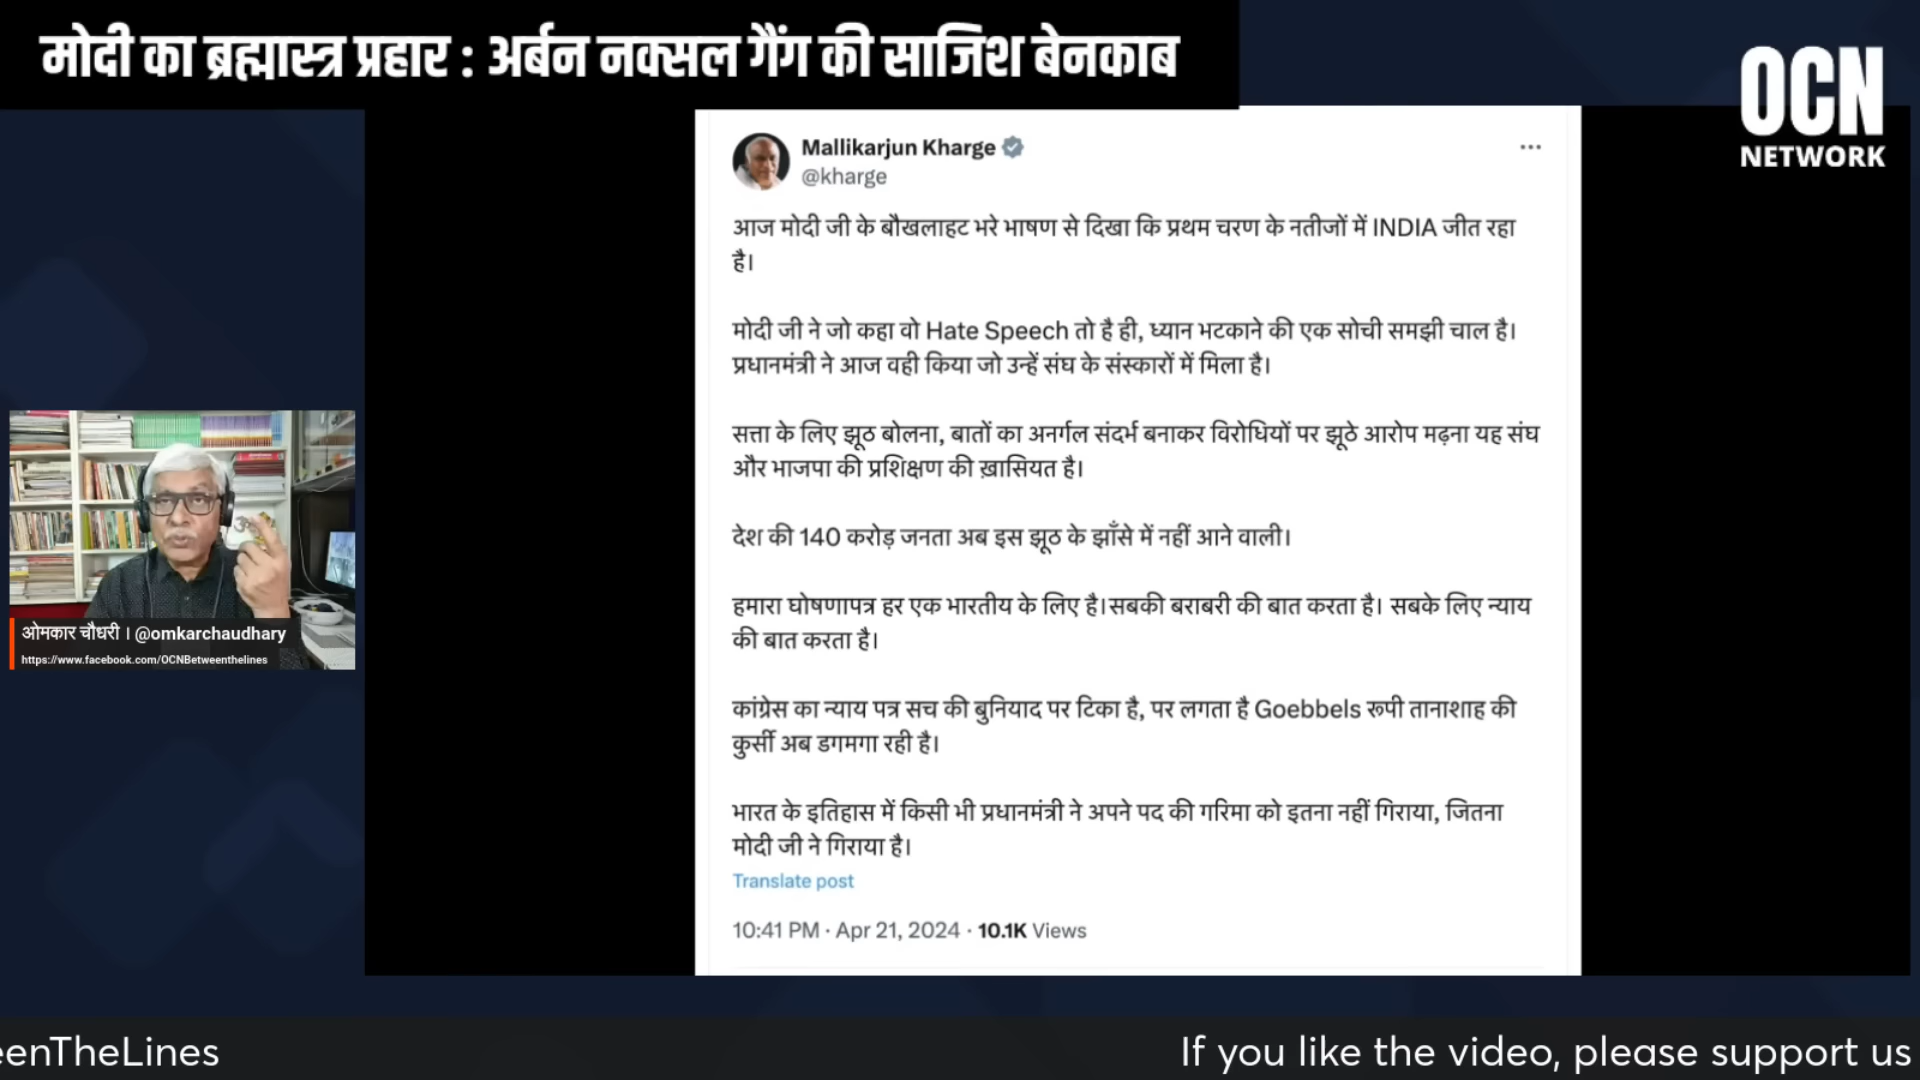 मोदी का ब्रह्मास्त्र प्रहार : अर्बन नक्सल गैंग की साजिश बेनकाब
OCN
NETWORK
Mallikarjun Kharge
@kharge
आज मोदी जी के बौखलाहट भरे भाषण से दिखा कि प्रथम चरण के नतीजों में INDIA जीत रहा
है।
मोदी जी ने जो कहा वो Hate Speech तो है ही, ध्यान भटकाने की एक सोची समझी चाल है।
प्रधानमंत्री ने आज वही किया जो उन्हें संघ के संस्कारों में मिला है।
सत्ता के लिए झूठ बोलना, बातों का अनर्गल संदर्भ बनाकर विरोधियों पर झूठे आरोप मढ़ना यह संघ
और भाजपा की प्रशिक्षण की ख़ासियत है।
देश की 140 करोड़ जनता अब इस झूठ के झाँसे में नहीं आने वाली।
हमारा घोषणापत्र हर एक भारतीय के लिए है।सबकी बराबरी की बात करता है। सबके लिए न्याय
की बात करता है।
कांग्रेस का न्याय पत्र सच की बुनियाद पर टिका है, पर लगता है Goebbels रूपी तानाशाह की
कुर्सी अब डगमगा रही है।
भारत के इतिहास में किसी भी प्रधानमंत्री ने अपने पद की गरिमा को इतना नहीं गिराया, जितना
मोदी जी ने गिराया है।
Translate post
10:41 PM · Apr 21, 2024 · 10.1K Views
ओमकार चौधरी । @omkarchaudhary
https://www.facebook.com/OCNBetweenthelines
eenTheLines
If you like the video, please support us